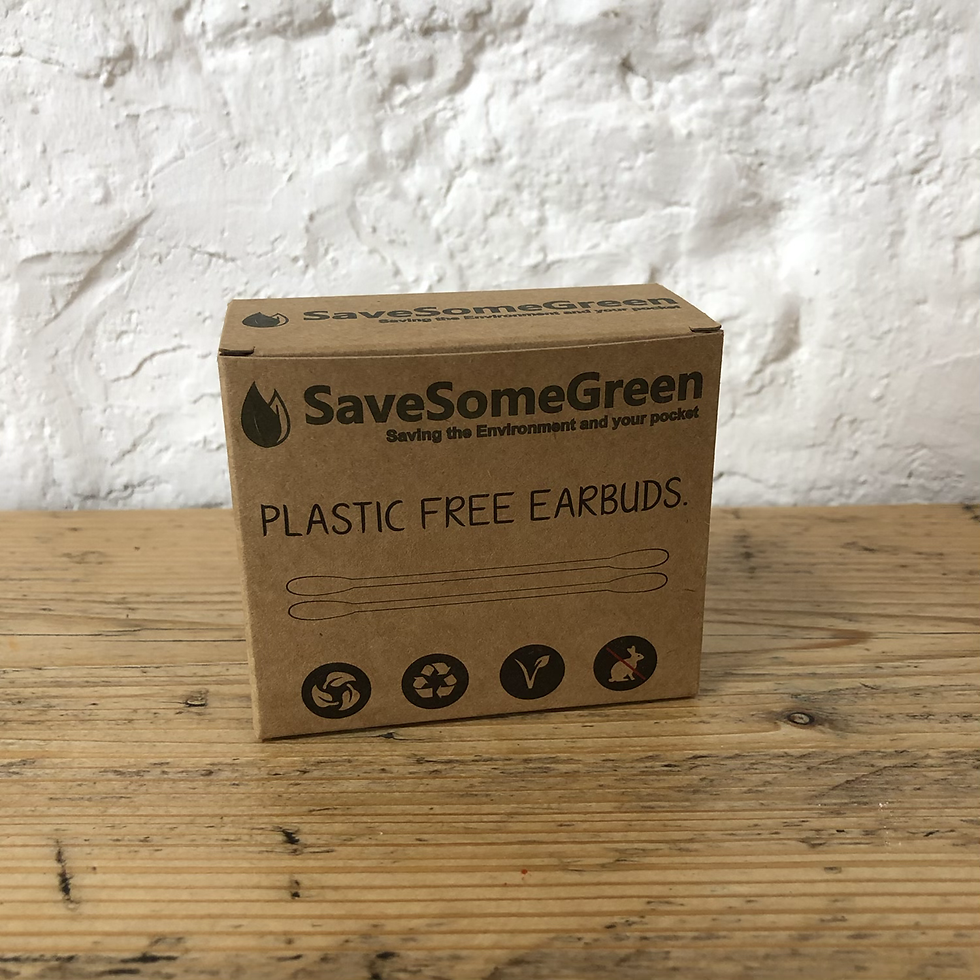 SaveSomeGreen
Saving the Environment and your pocket
SaveSomeGreen
Saving the Environment and your pocket
PLASTIC FREE EARBUDS.